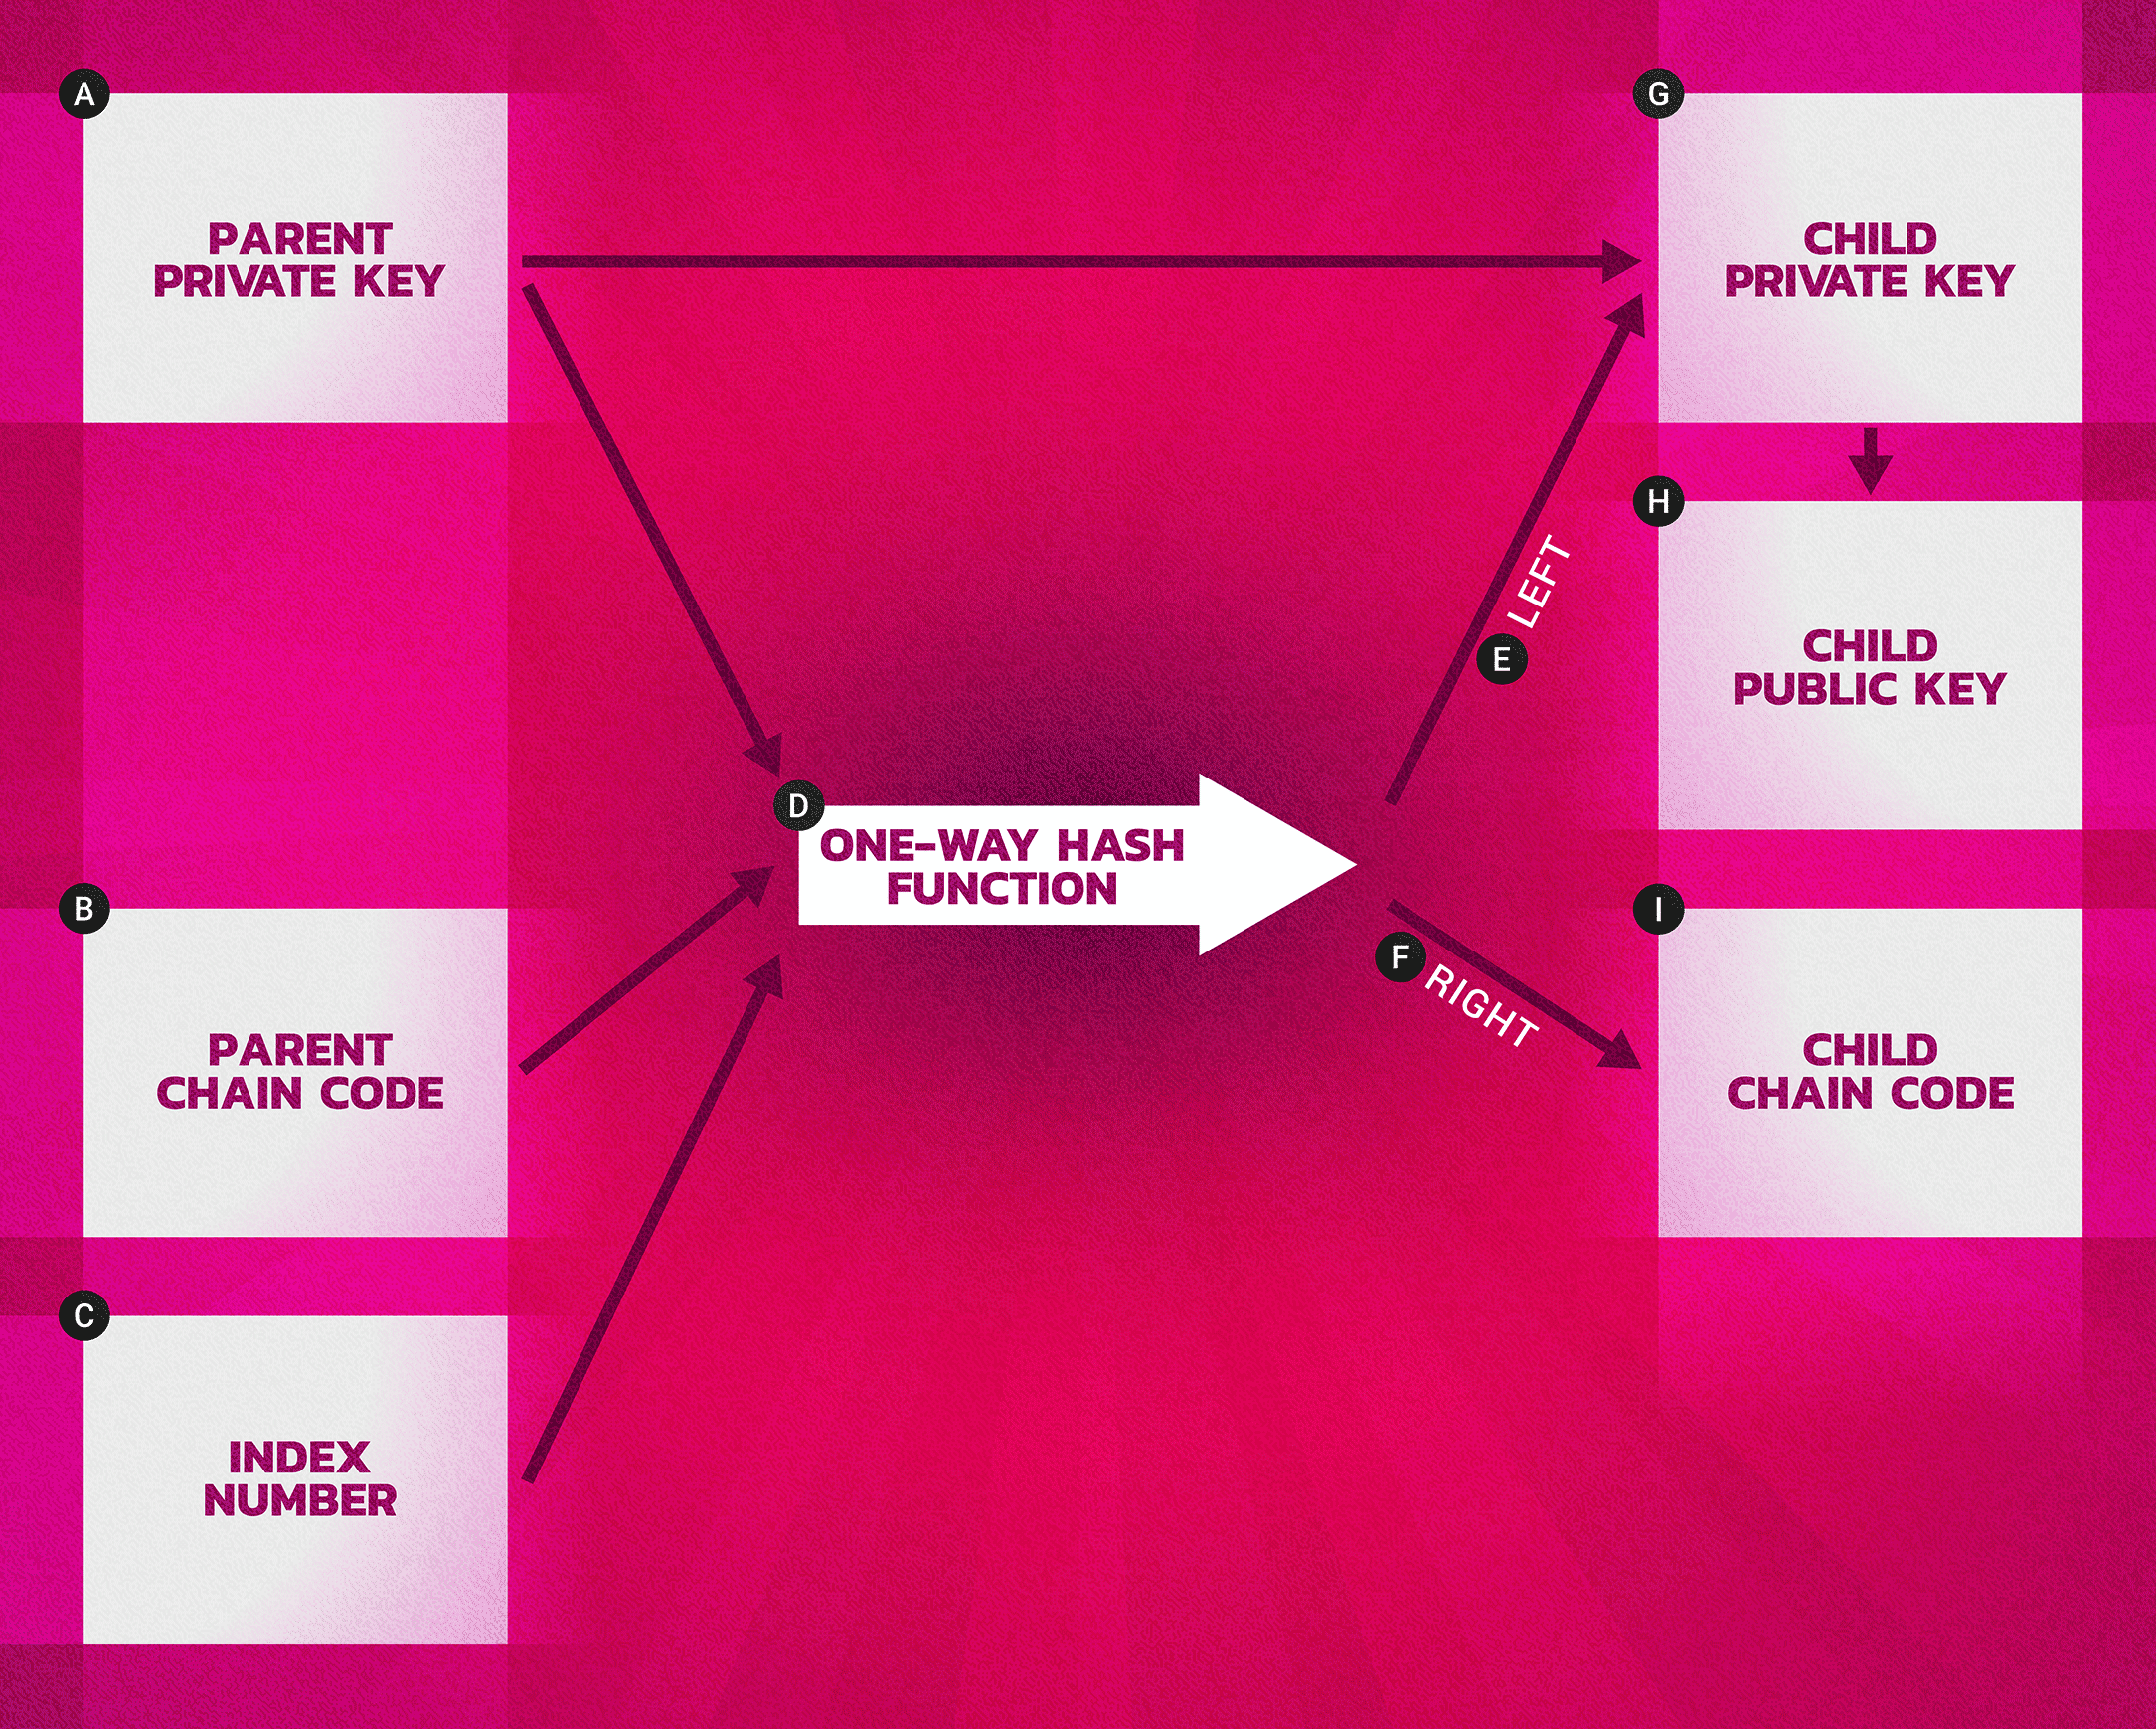 A
PARENT
PRIVATE KEY
B
PARENT
CHAIN CODE
C
INDEX
NUMBER
D
ONE-WAY HASH
FUNCTION
E LEFT
F RIGHT
G
CHILD
PRIVATE KEY
H
CHILD
PUBLIC KEY
I
CHILD
CHAIN CODE